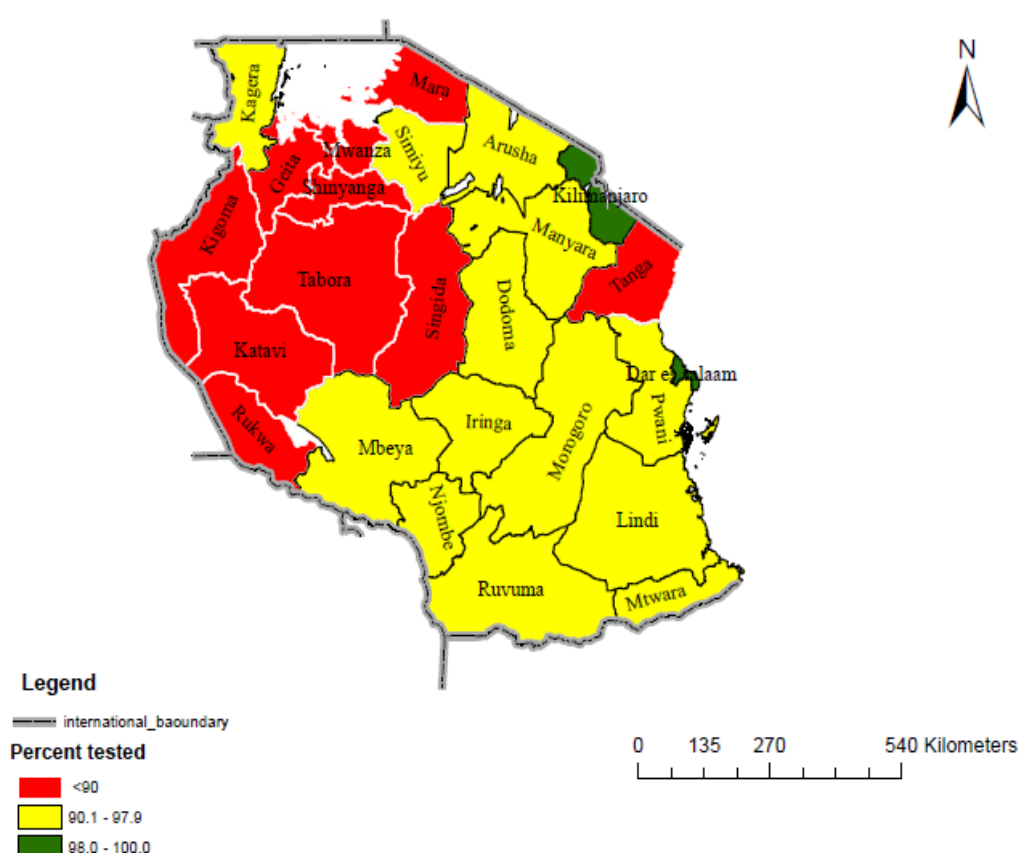 N
Mara
Kagera
Simiyu
Arusha
Mwanza
Geita
Shinyanga
Kilimanjaro
Kigoma
Manyara
Tanga
Tabora
Singida
Dodoma
Katavi
Dar es salaam
Rukwa
Iringa
Pwani
Mbeya
Morogoro
Njombe
Lindi
Ruvuma
Mtwara
Legend
international_baoundary
Percent tested
<90
90.1 - 97.9
98.0 - 100.0
0 135 270 540 Kilometers